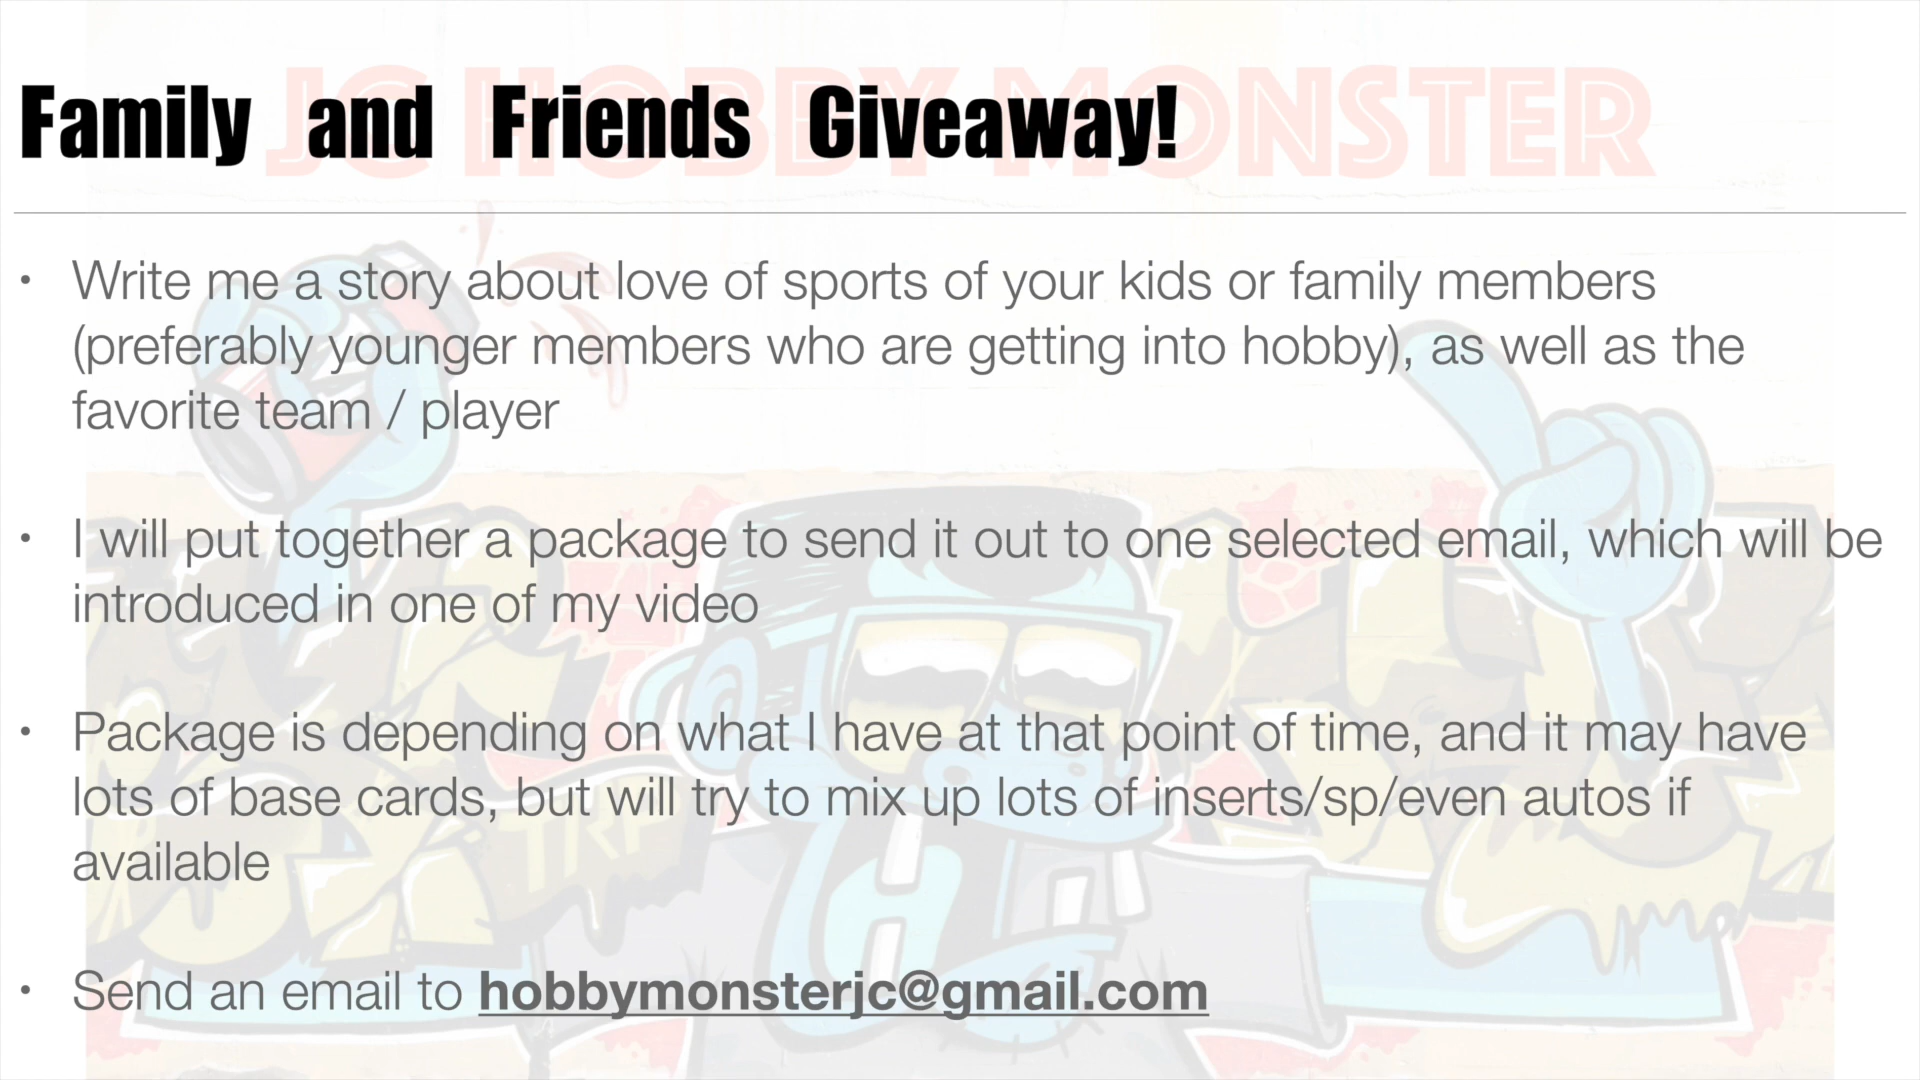 JC HOBBY MONSTER
Family and Friends Giveaway!
• Write me a story about love of sports of your kids or family members
(preferably younger members who are getting into hobby), as well as the
favorite team / player
• I will put together a package to send it out to one selected email, which will be
introduced in one of my video
• Package is depending on what I have at that point of time, and it may have
lots of base cards, but will try to mix up lots of inserts/sp/even autos if
available
• Send an email to hobbymonsterjc@gmail.com
TRF